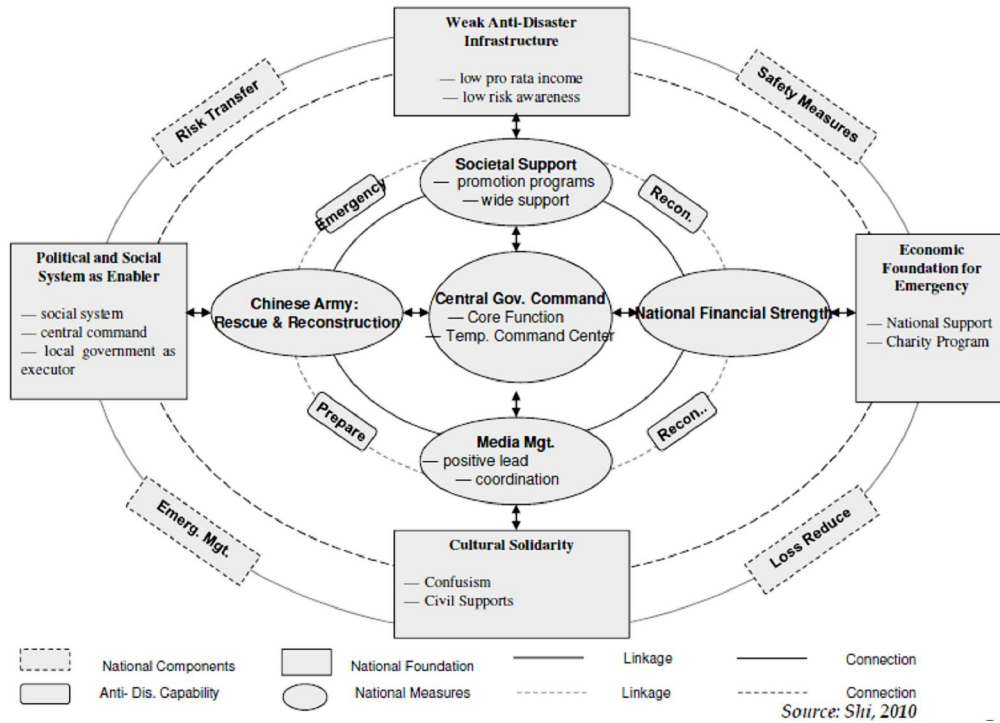 Weak Anti-Disaster
Infrastructure
— low pro rata income
— low risk awareness
Risk Transfer
Safety Measures
Societal Support
— promotion programs
— wide support
Emergency
Recon.
Political and Social
System as Enabler
— social system
— central command
— local government as
executor
Chinese Army:
Rescue & Reconstruction
Central Gov. Command
— Core Function
— Temp. Command Center
National Financial Strength
Economic
Foundation for
Emergency
— National Support
— Charity Program
Prepare
Recon..
Media Mgt.
— positive lead
— coordination
Emerg. Mgt.
Loss Reduce
Cultural Solidarity
— Confusism
— Civil Supports
National Components
National Foundation
Linkage
Connection
Anti- Dis. Capability
National Measures
Linkage
Connection
Source: Shi, 2010